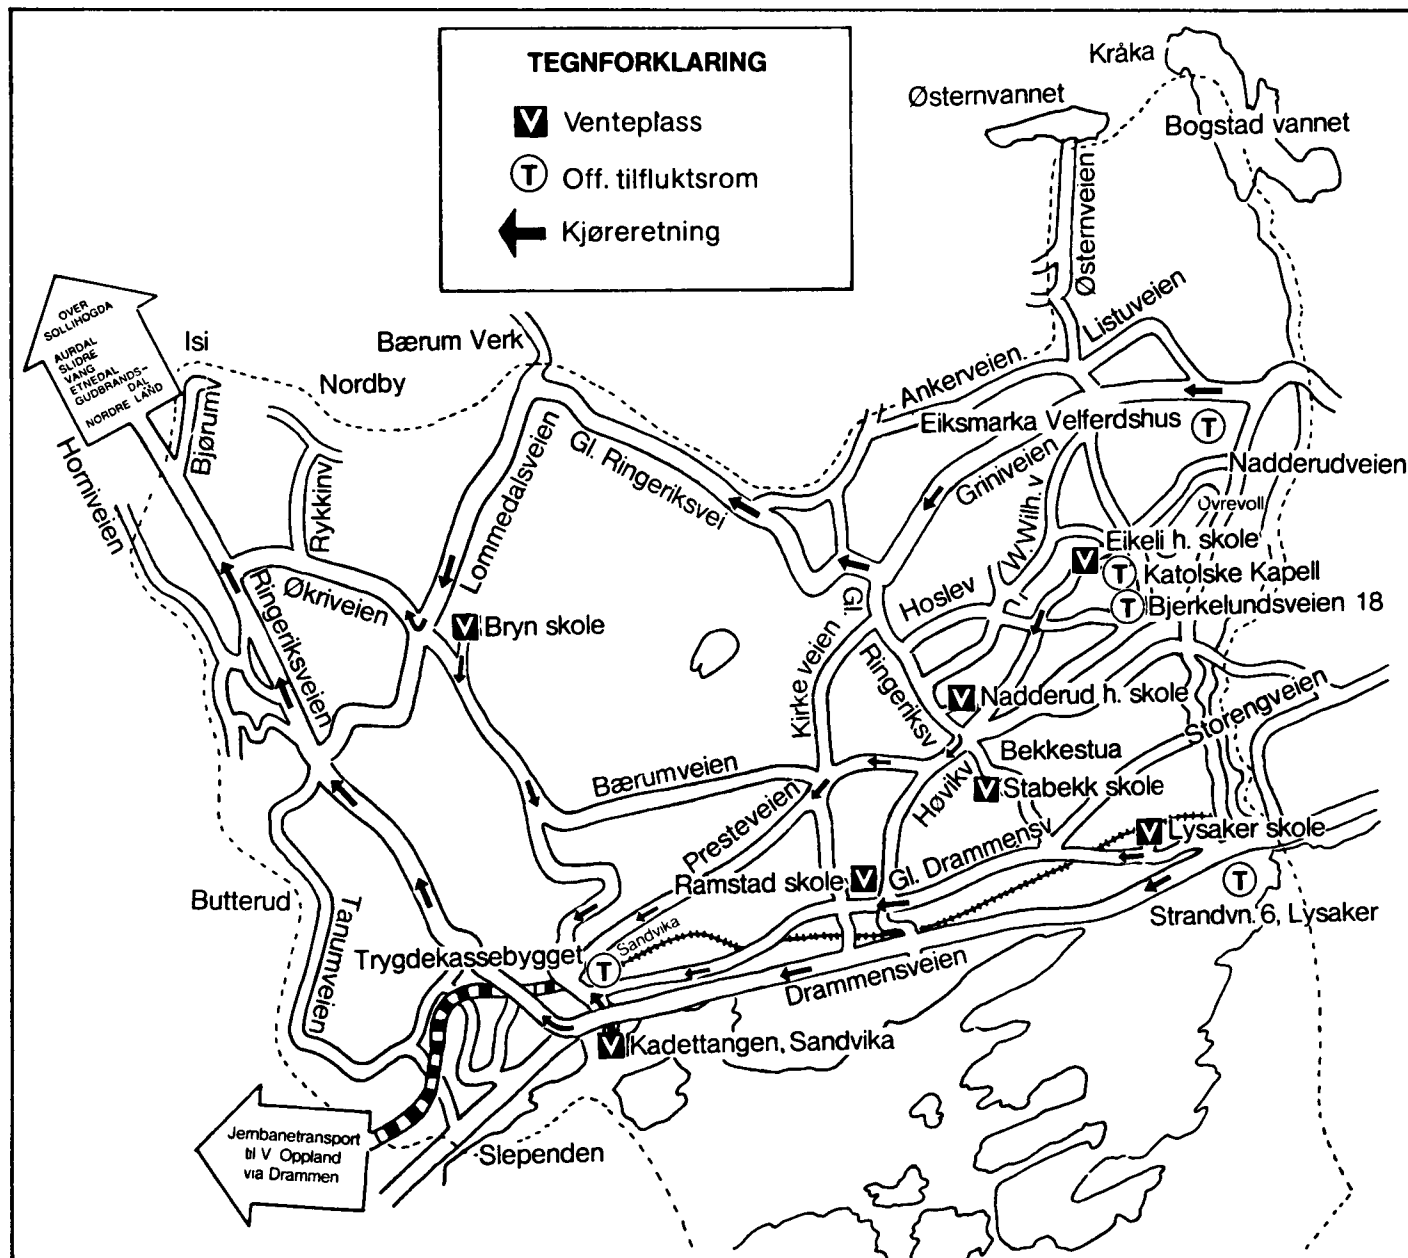 TEGNFORKLARING
V Venteplass
T Off. tilfluktsrom
Kjøreretning
Kråka
Østernvannet
Bogstad vannet
Østernveien
Listuveien
OVER
SOLLIHOGDA
AURDAL
SLIDRE
VANG
ETNEDAL
GUDBRANDS-
DAL
NORDRE LAND
Isi
Nordby
Bærum Verk
Ankerveien
Eiksmarka Velferdshus
T
Bjørumv
Horniveien
Rykkinv
Lommedalsveien
Gl. Ringeriksvei
Griniveien
Nadderudveien
Ovrevoll
W.Wilh.v
Eikeli h. skole
V
T Katolske Kapell
T Bjerkelundsveien 18
Hoslev
Økriveien
Ringeriksveien
V Bryn skole
Gl.
Ringeriksv
Kirke veien
V Nadderud h. skole
Storengveien
Bekkestua
Bærumveien
Høvikv
V Stabekk skole
Presteveien
Gl. Drammensv
V Lysaker skole
Ramstad skole V
T
Strandvn. 6, Lysaker
Butterud
Tanumveien
Sandvika
Trygdekassebygget
T
Drammensveien
V Kadettangen, Sandvika
Slependen
Jernbanetransport
til V Oppland
via Drammen